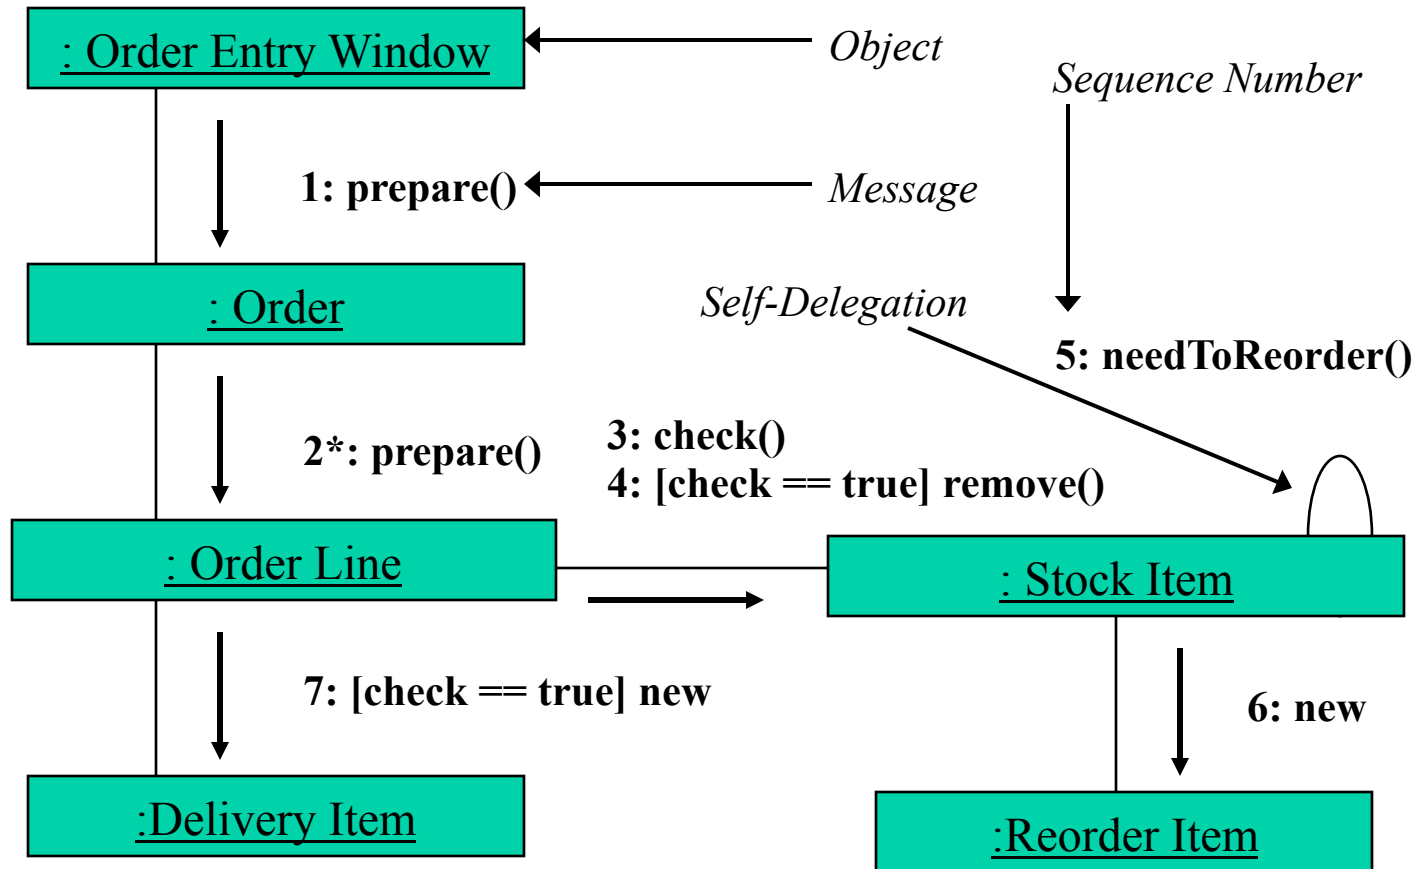 : Order Entry Window
Object
Sequence Number
1: prepare()
Message
: Order
Self-Delegation
5: needToReorder()
2*: prepare()
3: check()
4: [check == true] remove()
: Order Line
: Stock Item
7: [check == true] new
6: new
:Delivery Item
:Reorder Item